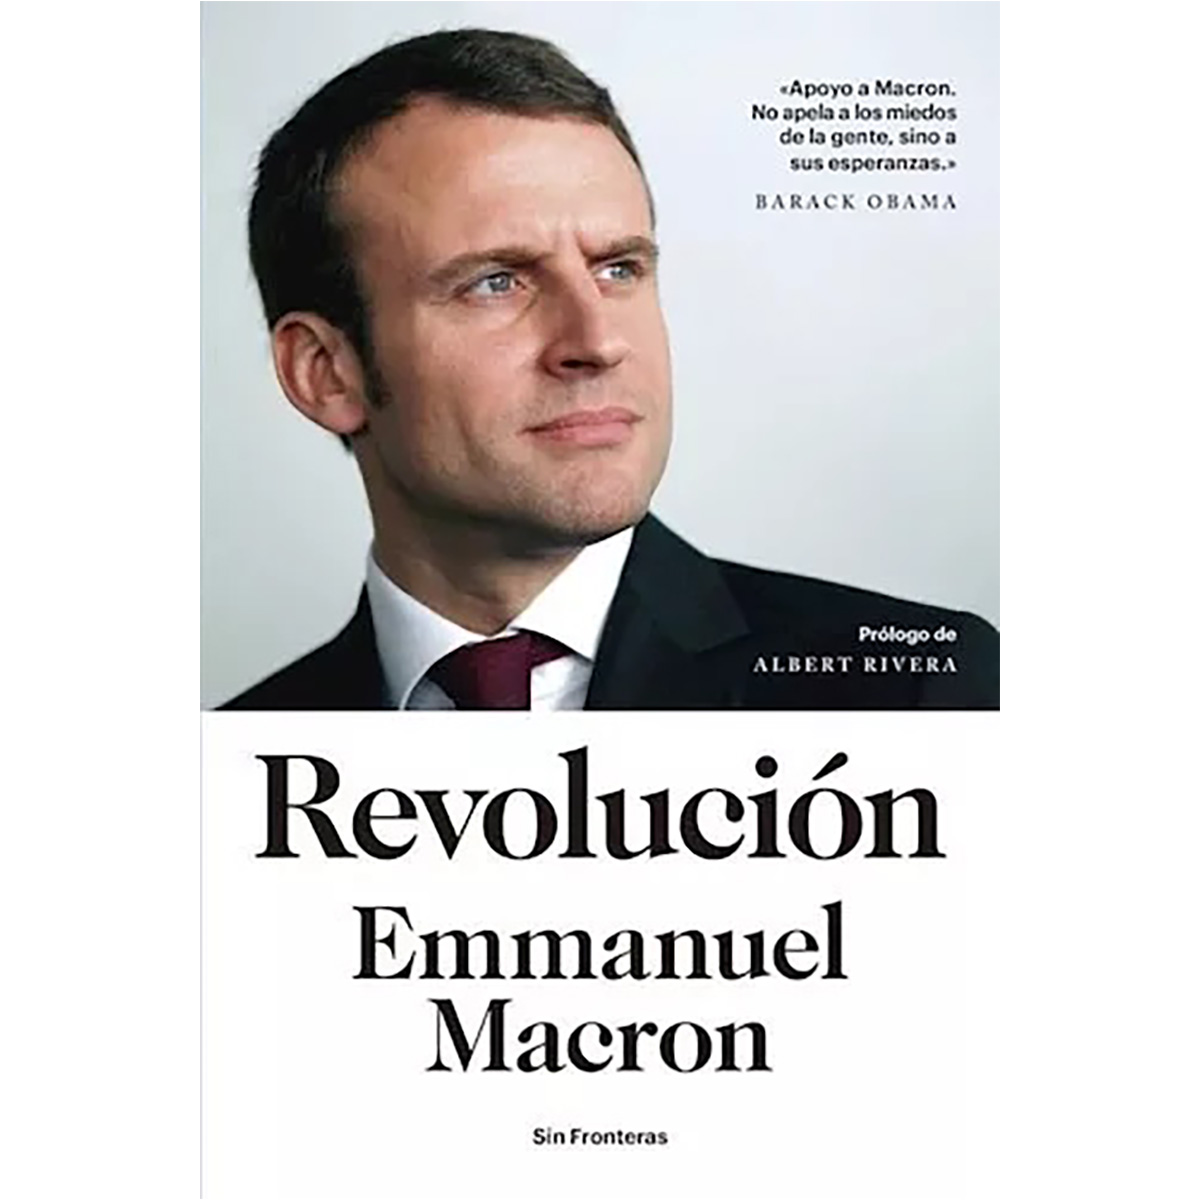 «Apoyo a Macron.
No apela a los miedos
de la gente, sino a
sus esperanzas.»
BARACK OBAMA
Prólogo de
ALBERT RIVERA
Revolución
Emmanuel
Macron
Sin Fronteras